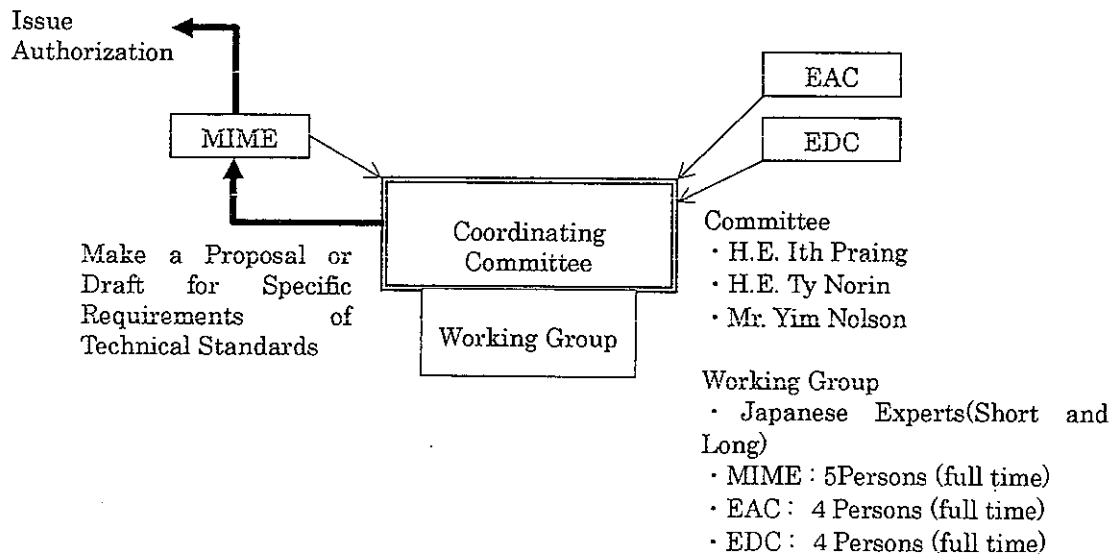 Issue
Authorization
MIME
EAC
EDC
Coordinating
Committee
Working Group
Make a Proposal or
Draft for Specific
Requirements of
Technical Standards
Committee
・H.E. Ith Praing
・H.E. Ty Norin
・Mr. Yim Nolson
Working Group
・Japanese Experts(Short and
Long)
・MIME : 5Persons (full time)
・EAC : 4 Persons (full time)
・EDC : 4 Persons (full time)